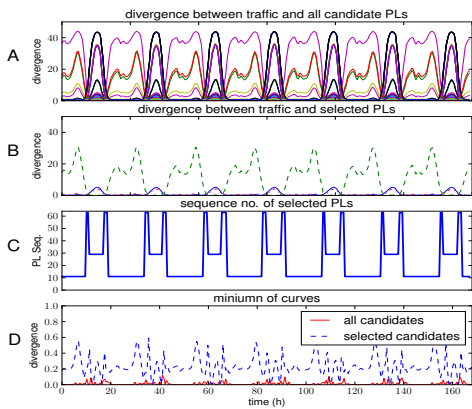 divergence between traffic and all candidate PLs
A
divergence
40
20
0
divergence between traffic and selected PLs
B
divergence
40
20
0
sequence no. of selected PLs
C
PL Seq.
60
50
40
30
20
10
0
miniumn of curves
D
divergence
1.0
0.8
0.6
0.4
0.2
0.0
all candidates
selected candidates
0 20 40 60 80 100 120 140 160
time (h)